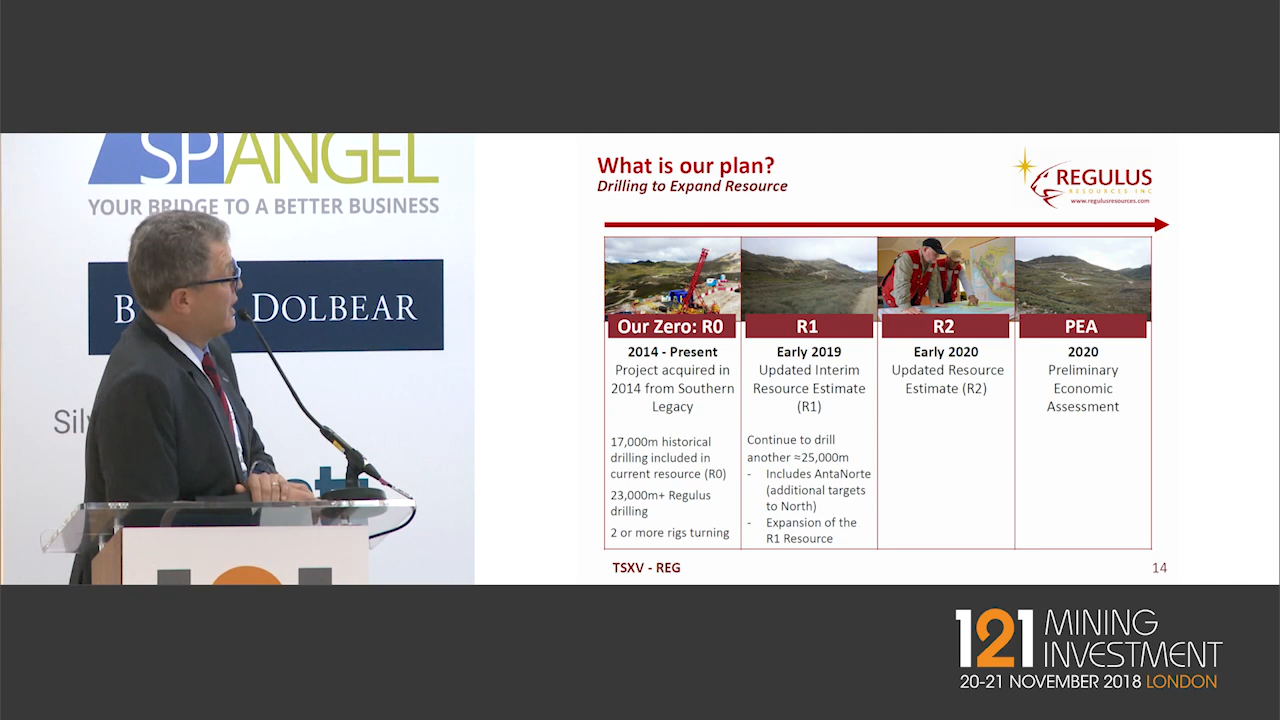 SPANGEL
YOUR BRIDGE TO A BETTER BUSINESS
DOLBEAR
What is our plan?
Drilling to Expand Resource
REGULUS
RESOURCES INC
www.regulusresources.com
Our Zero: R0
2014 - Present
Project acquired in
2014 from Southern
Legacy
17,000m historical
drilling included in
current resource (R0)
23,000m+ Regulus
drilling
2 or more rigs turning
R1
Early 2019
Updated Interim
Resource Estimate
(R1)
Continue to drill
another ≈25,000m
- Includes AntaNorte
(additional targets
to North)
- Expansion of the
R1 Resource
R2
Early 2020
Updated Resource
Estimate (R2)
PEA
2020
Preliminary
Economic
Assessment
TSXV - REG
14
121 MINING
INVESTMENT
20-21 NOVEMBER 2018 LONDON